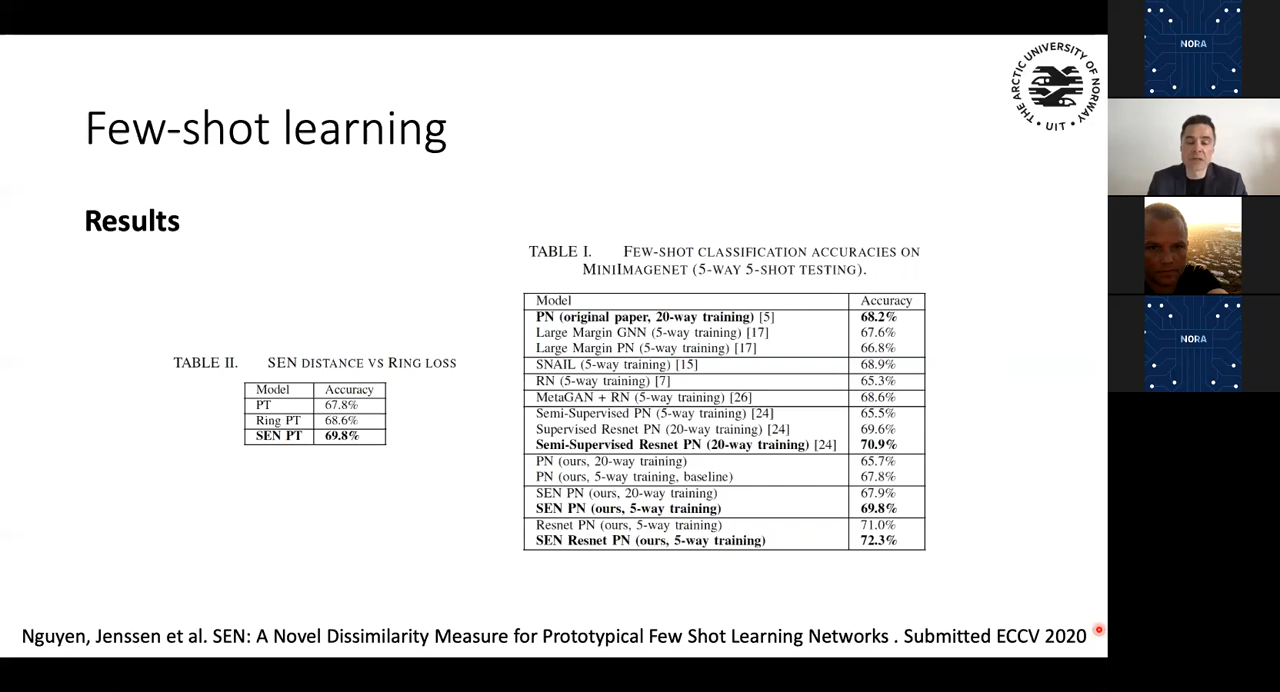 Few-shot learning
THE ARCTIC UNIVERSITY OF NORWAY
• UIT •
Results
TABLE II. SEN DISTANCE VS RING LOSS
Model Accuracy
PT 67.8%
Ring PT 68.6%
SEN PT 69.8%
TABLE I. FEW-SHOT CLASSIFICATION ACCURACIES ON
MINIIMAGENET (5-WAY 5-SHOT TESTING).
Model Accuracy
PN (original paper, 20-way training) [5] 68.2%
Large Margin GNN (5-way training) [17] 67.6%
Large Margin PN (5-way training) [17] 66.8%
SNAIL (5-way training) [15] 68.9%
RN (5-way training) [7] 65.3%
MetaGAN + RN (5-way training) [26] 68.6%
Semi-Supervised PN (5-way training) [24] 65.5%
Supervised Resnet PN (20-way training) [24] 69.6%
Semi-Supervised Resnet PN (20-way training) [24] 70.9%
PN (ours, 20-way training) 65.7%
PN (ours, 5-way training, baseline) 67.8%
SEN PN (ours, 20-way training) 67.9%
SEN PN (ours, 5-way training) 69.8%
Resnet PN (ours, 5-way training) 71.0%
SEN Resnet PN (ours, 5-way training) 72.3%
Nguyen, Jenssen et al. SEN: A Novel Dissimilarity Measure for Prototypical Few Shot Learning Networks . Submitted ECCV 2020
NORA
NORA